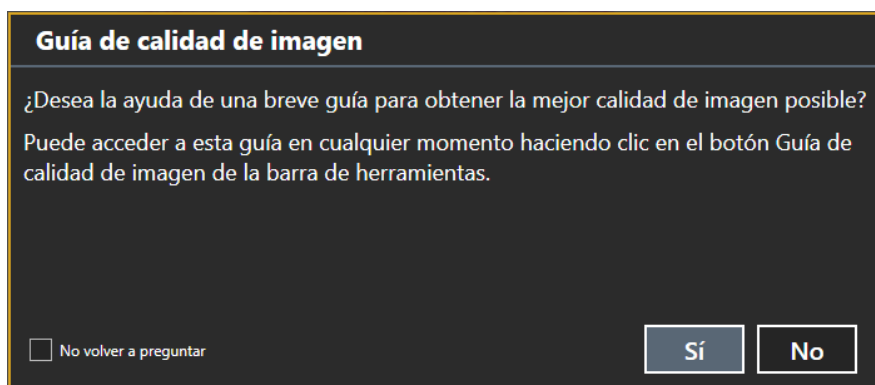 Guía de calidad de imagen
¿Desea la ayuda de una breve guía para obtener la mejor calidad de imagen posible?
Puede acceder a esta guía en cualquier momento haciendo clic en el botón Guía de
calidad de imagen de la barra de herramientas.
No volver a preguntar
Sí
No